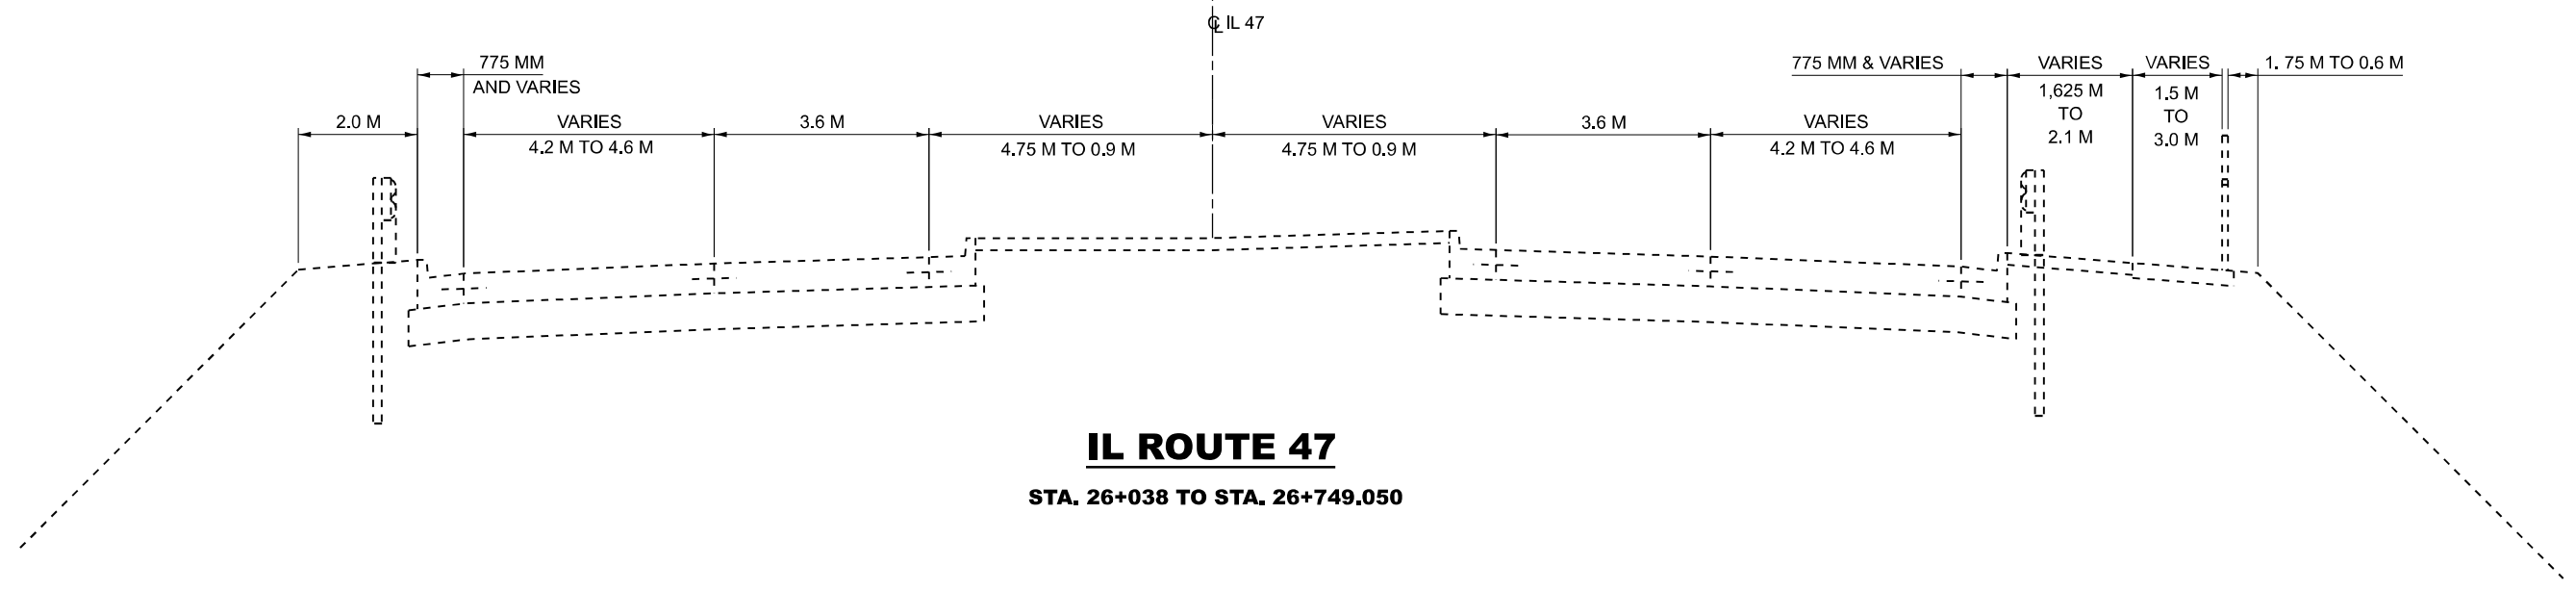 ℄ IL 47
775 MM
AND VARIES
775 MM & VARIES
VARIES
1,625 M
TO
2.1 M
VARIES
1.5 M
TO
3.0 M
1. 75 M TO 0.6 M
2.0 M
VARIES
4.2 M TO 4.6 M
3.6 M
VARIES
4.75 M TO 0.9 M
VARIES
4.75 M TO 0.9 M
3.6 M
VARIES
4.2 M TO 4.6 M
IL ROUTE 47
STA. 26+038 TO STA. 26+749.050